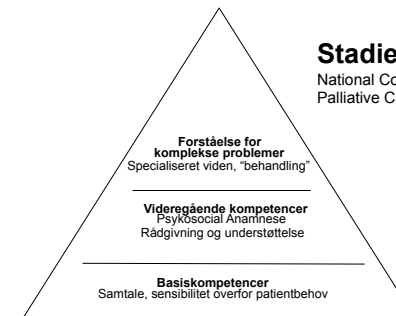 Stadie
National Co
Palliative C
Forståelse for
komplekse problemer
Specialiseret viden, “behandling”
Videregående kompetencer
Psykosocial Anamnese
Rådgivning og understøttelse
Basiskompetencer
Samtale, sensibilitet overfor patientbehov